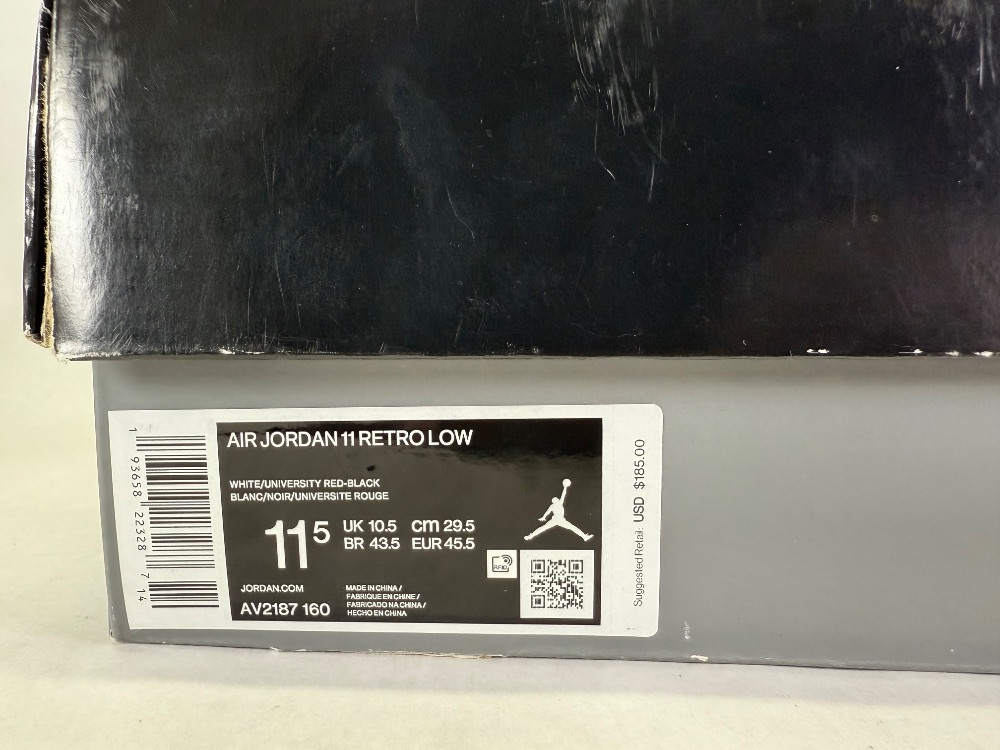 AIR JORDAN 11 RETRO LOW
WHITE/UNIVERSITY RED-BLACK
BLANC/NOIR/UNIVERSITE ROUGE
11 5
UK 10.5 cm 29.5
BR 43.5 EUR 45.5
RFID
JORDAN.COM
AV2187 160
MADE IN CHINA /
FABRIQUE EN CHINE /
FABRICADO NA CHINA /
HECHO EN CHINA
1 93658 22328 7 14
Suggested Retail: USD $185.00